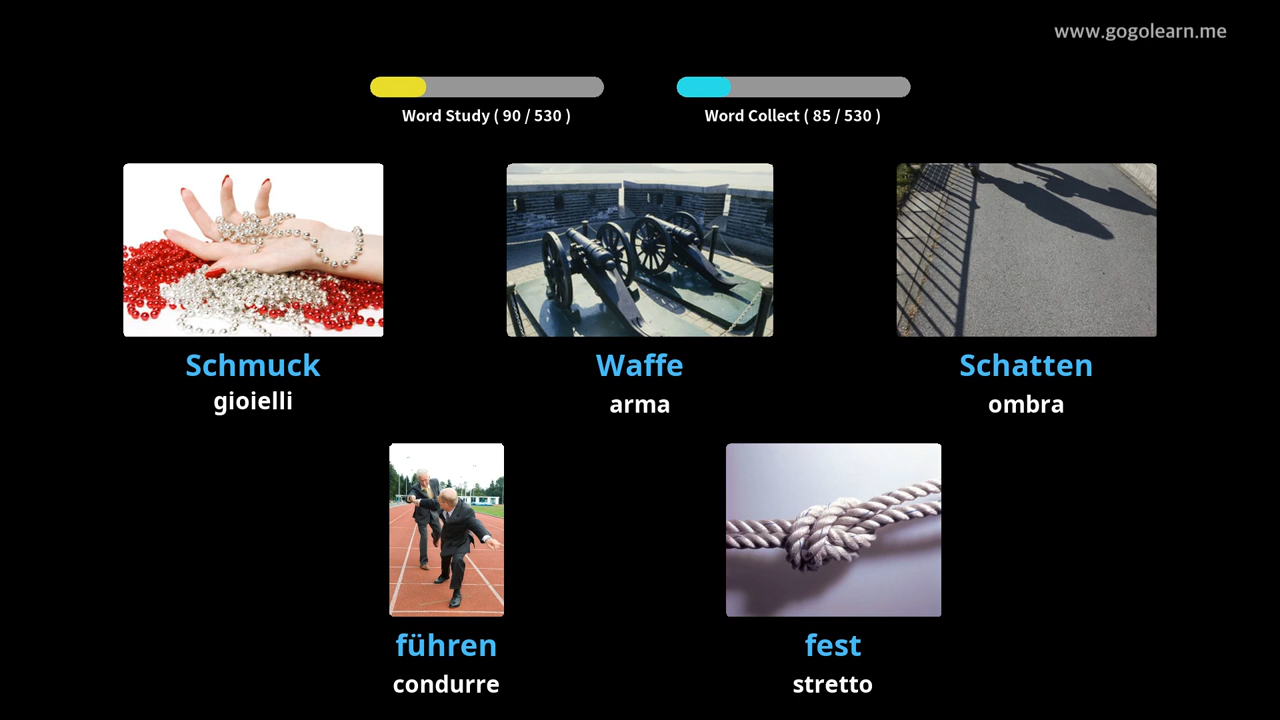 www.gogolearn.me
Word Study ( 90 / 530 )
Word Collect ( 85 / 530 )
Schmuck
gioielli
Waffe
arma
Schatten
ombra
führen
condurre
fest
stretto